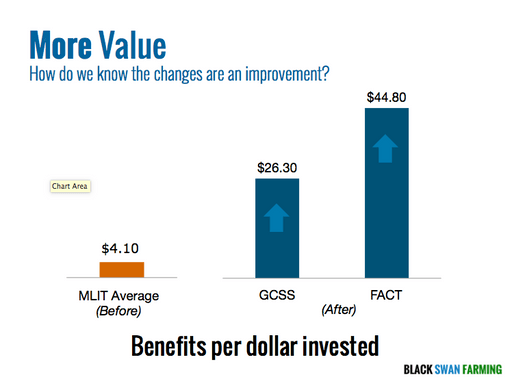 More Value
How do we know the changes are an improvement?
$44.80
$26.30
Chart Area
$4.10
MLIT Average
(Before)
GCSS
FACT
(After)
Benefits per dollar invested
BLACK SWAN FARMING